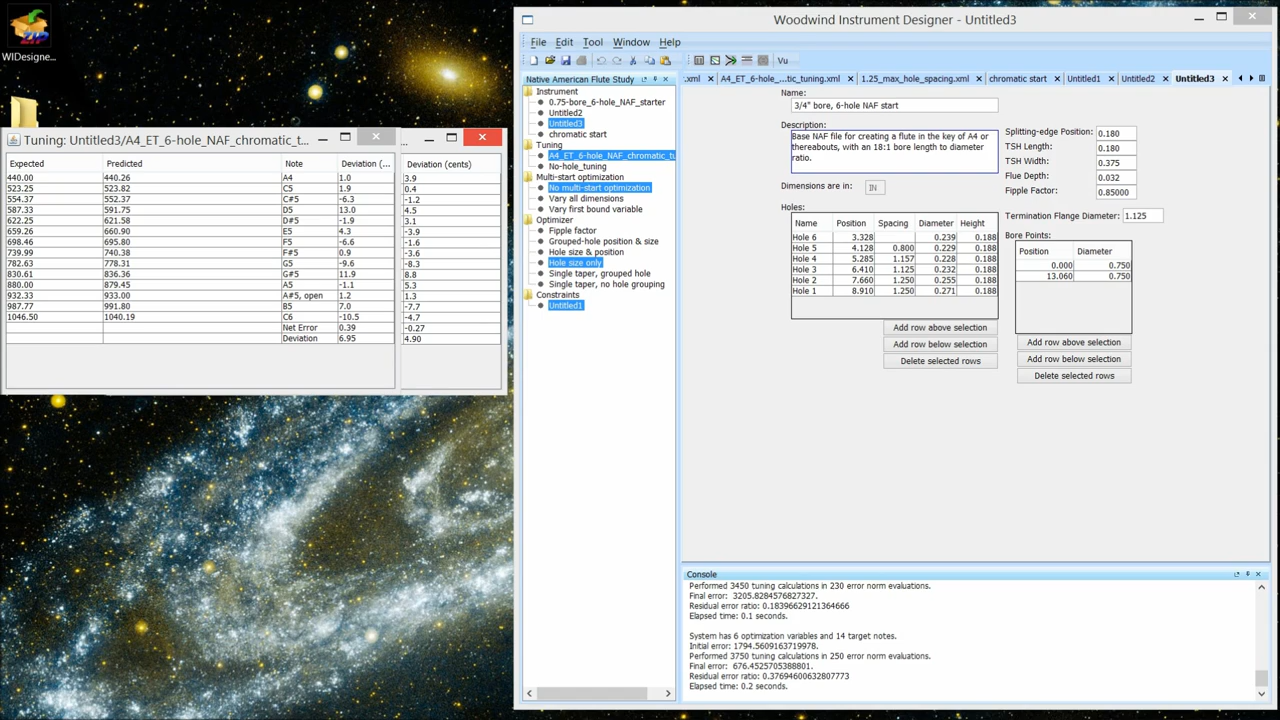 WIDesigne...
Woodwind Instrument Designer - Untitled3
File Edit Tool Window Help
Vu
Native American Flute Study
.xml A4_ET_6-hole_...tic_tuning.xml 1.25_max_hole_spacing.xml chromatic start Untitled1 Untitled2 Untitled3
Instrument
0.75-bore_6-hole_NAF_starter
Untitled2
Untitled3
chromatic start
Tuning
A4_ET_6-hole_NAF_chromatic_tu
No-hole_tuning
Multi-start optimization
No multi-start optimization
Vary all dimensions
Vary first bound variable
Optimizer
Fipple factor
Grouped-hole position & size
Hole size & position
Hole size only
Single taper, grouped hole
Single taper, no hole grouping
Constraints
Untitled1
Tuning: Untitled3/A4_ET_6-hole_NAF_chromatic_t...
...
Expected Predicted Note Deviation (... Deviation (cents)
440.00 440.26 A4 1.0 3.9
523.25 523.82 C5 1.9 0.4
554.37 552.37 C#5 -6.3 -1.2
587.33 591.75 D5 13.0 4.5
622.25 621.58 D#5 -1.9 3.1
659.26 660.90 E5 4.3 -3.9
698.46 695.80 F5 -6.6 -1.6
739.99 740.38 F#5 0.9 -3.6
782.63 778.31 G5 -9.6 -8.3
830.61 836.36 G#5 11.9 8.8
880.00 879.45 A5 -1.1 5.3
932.33 933.00 A#5, open 1.2 1.3
987.77 991.80 B5 7.0 -7.7
1046.50 1040.19 C6 -10.5 -4.7
Net Error 0.39 -0.27
Deviation 6.95 4.90
Name:
3/4" bore, 6-hole NAF start
Description:
Base NAF file for creating a flute in the key of A4 or
thereabouts, with an 18:1 bore length to diameter
ratio.
Dimensions are in: IN
Splitting-edge Position: 0.180
TSH Length: 0.180
TSH Width: 0.375
Flue Depth: 0.032
Fipple Factor: 0.85000
Holes:
Name Position Spacing Diameter Height
Hole 6 3.328 0.239 0.188
Hole 5 4.128 0.800 0.229 0.188
Hole 4 5.285 1.157 0.228 0.188
Hole 3 6.410 1.125 0.232 0.188
Hole 2 7.660 1.250 0.255 0.188
Hole 1 8.910 1.250 0.271 0.188
Add row above selection
Add row below selection
Delete selected rows
Termination Flange Diameter: 1.125
Bore Points:
Position Diameter
0.000 0.750
13.060 0.750
Add row above selection
Add row below selection
Delete selected rows
Console
Performed 3450 tuning calculations in 230 error norm evaluations.
Final error: 3205.8284576827327.
Residual error ratio: 0.18396629121364666
Elapsed time: 0.1 seconds.
System has 6 optimization variables and 14 target notes.
Initial error: 1794.5609163719978.
Performed 3750 tuning calculations in 250 error norm evaluations.
Final error: 676.4525705388801.
Residual error ratio: 0.37694600632807773
Elapsed time: 0.2 seconds.